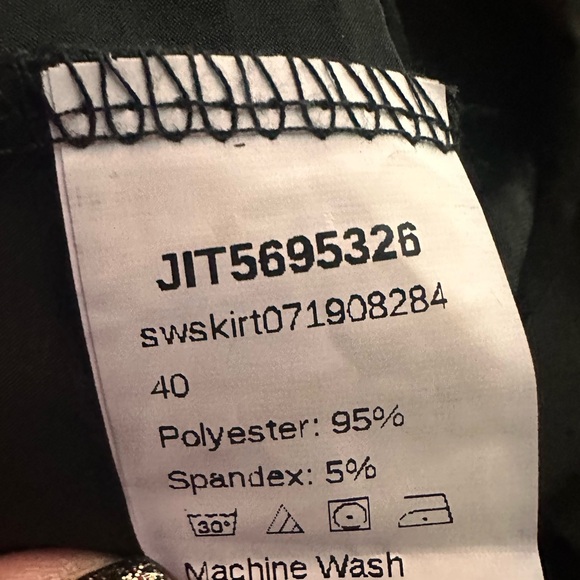 JIT5695326
swskirt071908284
40
Polyester: 95%
Spandex: 5%
30°
Machine Wash